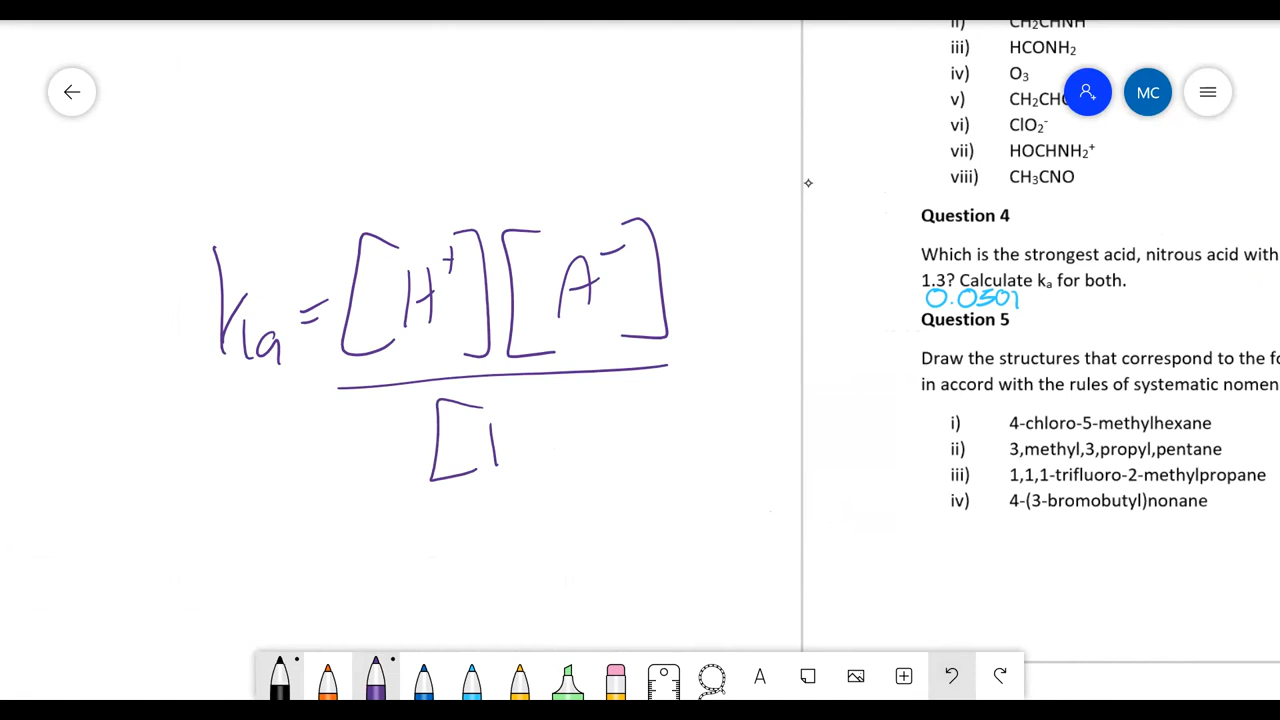 ii) CH₂CHNH
iii) HCONH₂
iv) O₃
v) CH₂CH
MC
vi) ClO₂⁻
vii) HOCHNH₂⁺
viii) CH₃CNO
Question 4
Which is the strongest acid, nitrous acid with
1.3? Calculate kₐ for both.
0.0501
Question 5
Draw the structures that correspond to the fo
in accord with the rules of systematic nomen
i) 4-chloro-5-methylhexane
ii) 3,methyl,3,propyl,pentane
iii) 1,1,1-trifluoro-2-methylpropane
iv) 4-(3-bromobutyl)nonane
ka = [H⁺][A⁻]
[
A